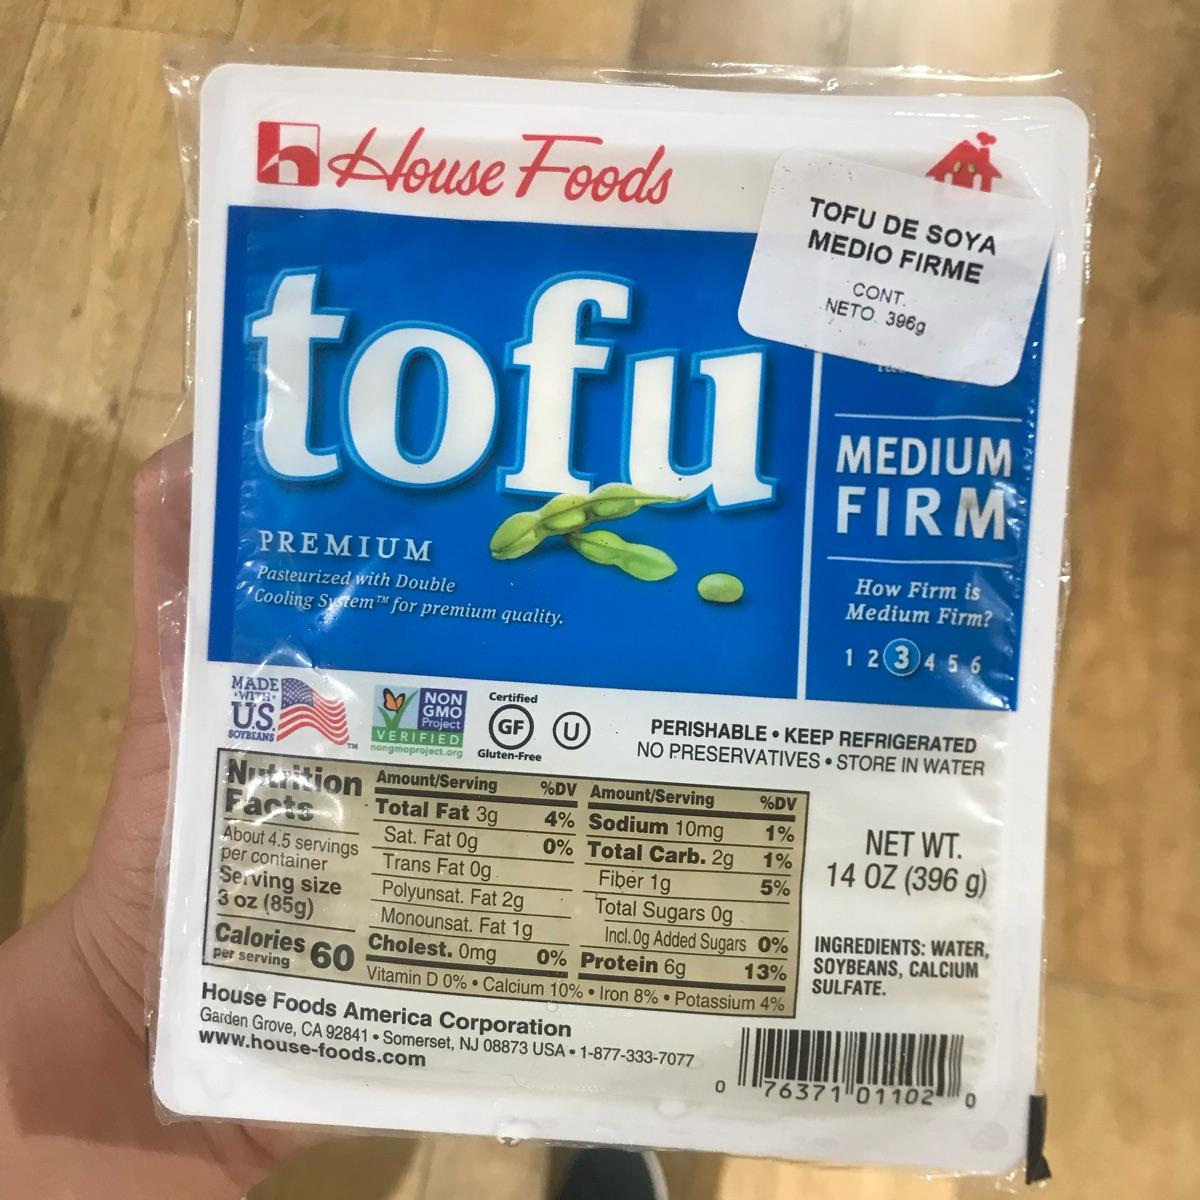 House Foods
TOFU DE SOYA
MEDIO FIRME
CONT.
NETO. 396g
tofu
PREMIUM
Pasteurized with Double
Cooling System™ for premium quality.
MEDIUM
FIRM
How Firm is
Medium Firm?
1 2 3 4 5 6
MADE
•WITH•
U.S.
SOYBEANS
TM
NON
GMO
Project
VERIFIED
nongmoproject.org
Certified
GF
Gluten-Free
U
PERISHABLE • KEEP REFRIGERATED
NO PRESERVATIVES • STORE IN WATER
Nutrition
Facts
About 4.5 servings
per container
Serving size
3 oz (85g)
Calories
per serving
60
Amount/Serving %DV
Total Fat 3g 4%
Sat. Fat 0g 0%
Trans Fat 0g
Polyunsat. Fat 2g
Monounsat. Fat 1g
Cholest. 0mg 0%
Amount/Serving %DV
Sodium 10mg 1%
Total Carb. 2g 1%
Fiber 1g 5%
Total Sugars 0g
Incl. 0g Added Sugars 0%
Protein 6g 13%
Vitamin D 0% • Calcium 10% • Iron 8% • Potassium 4%
NET WT.
14 OZ (396 g)
INGREDIENTS: WATER,
SOYBEANS, CALCIUM
SULFATE.
House Foods America Corporation
Garden Grove, CA 92841 • Somerset, NJ 08873 USA • 1-877-333-7077
www.house-foods.com
0 76371 01102 0